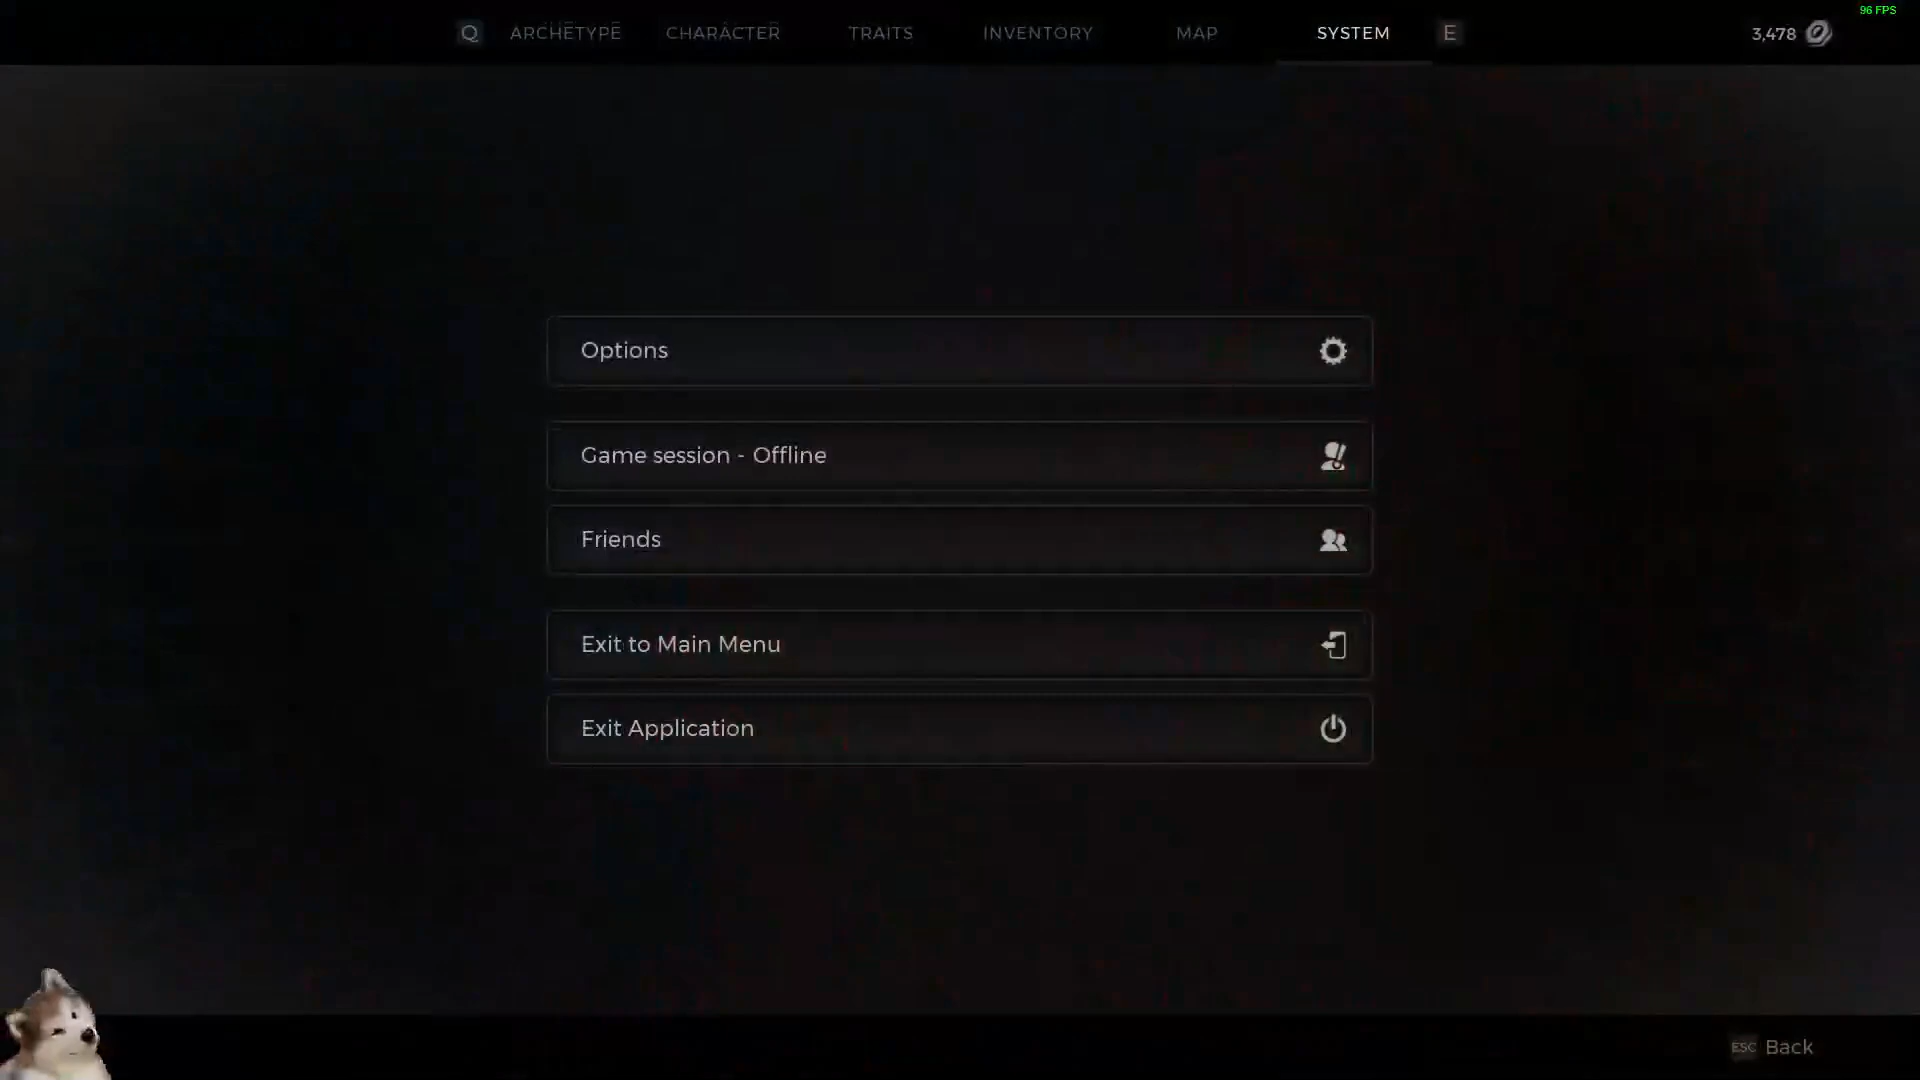 96 FPS
Q ARCHETYPE CHARACTER TRAITS INVENTORY MAP SYSTEM E 3,478
Options
Game session - Offline
Friends
Exit to Main Menu
Exit Application
ESC Back